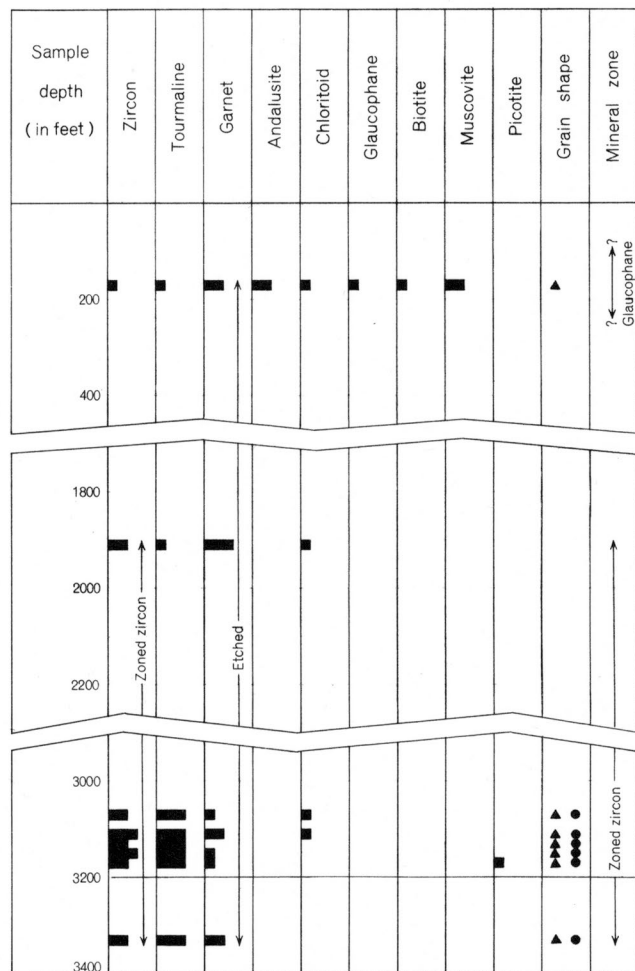 Sample
depth
( in feet )
Zircon
Tourmaline
Garnet
Andalusite
Chloritoid
Glaucophane
Biotite
Muscovite
Picotite
Grain shape
Mineral zone
200
400
?
Glaucophane
?
1800
2000
2200
Zoned zircon
Etched
Zoned zircon
3000
3200
3400